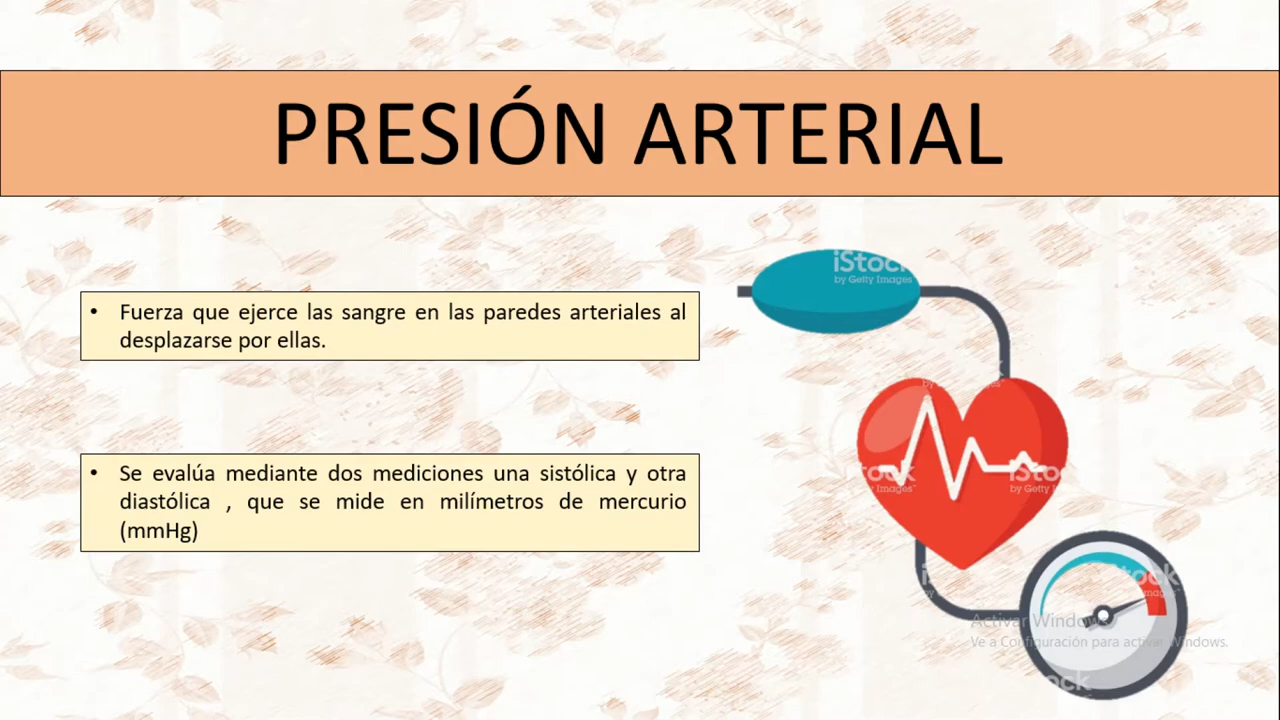 PRESIÓN ARTERIAL
iStock
by Getty Images™
• Fuerza que ejerce las sangre en las paredes arteriales al
desplazarse por ellas.
• Se evalúa mediante dos mediciones una sistólica y otra
diastólica , que se mide en milímetros de mercurio
(mmHg)
Activar Windows
Ve a Configuración para activar Windows.